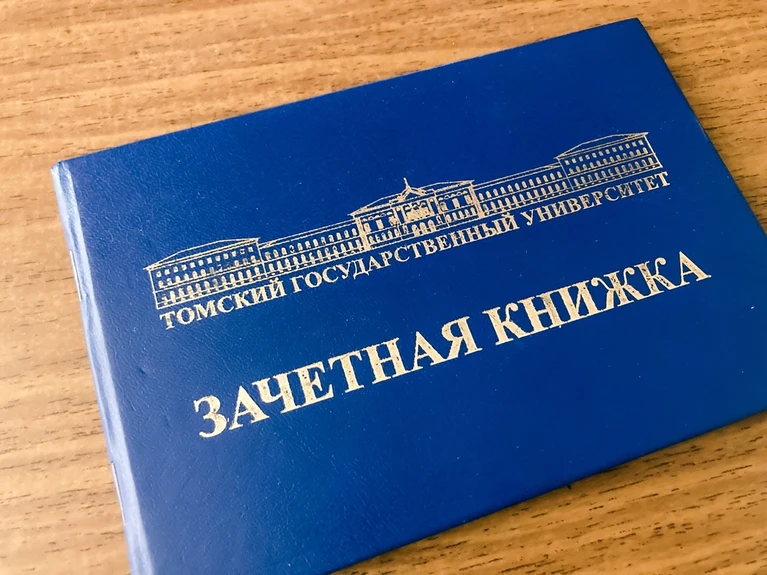 ТОМСКИЙ ГОСУДАРСТВЕННЫЙ УНИВЕРСИТЕТ
ЗАЧЕТНАЯ КНИЖКА